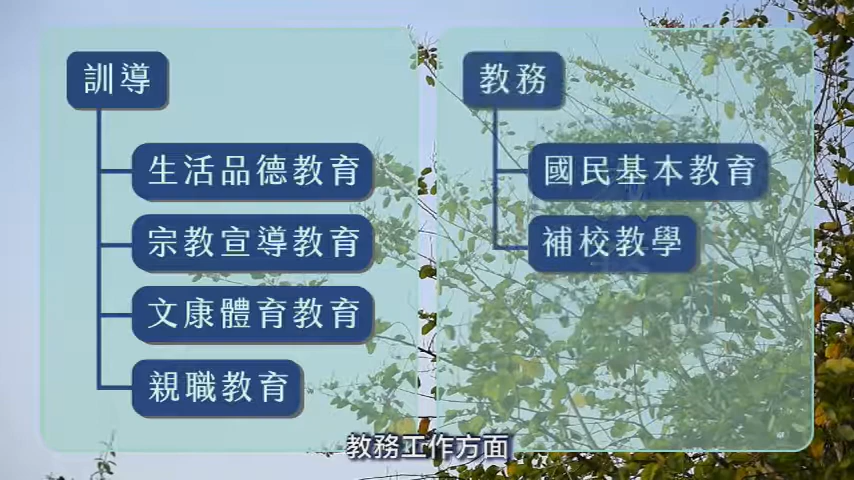 訓導
生活品德教育
宗教宣導教育
文康體育教育
親職教育
教務
國民基本教育
補校教學
教務工作方面